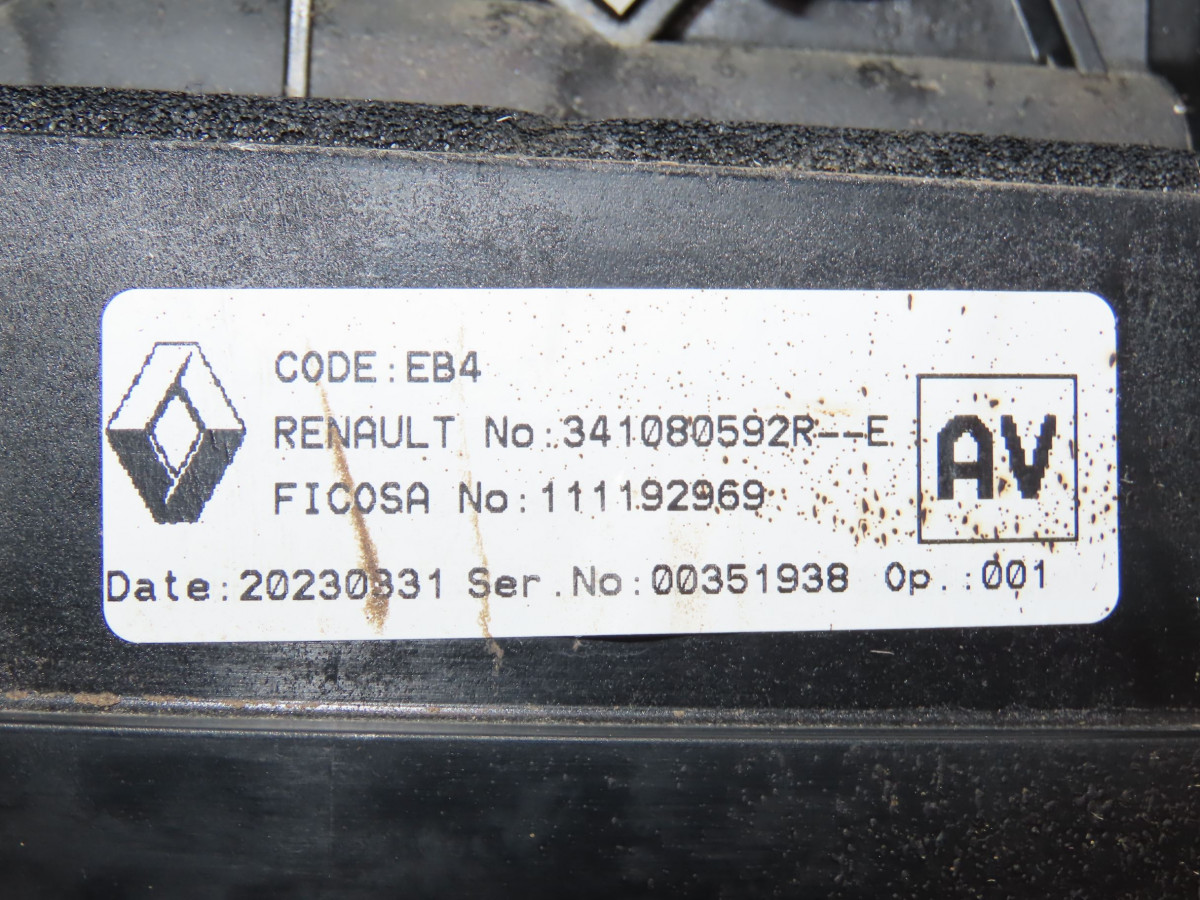 CODE:EB4
RENAULT No:341080592R--E
FICOSA No:111192969
AV
Date:20230831 Ser.No:00351938 Op.:001